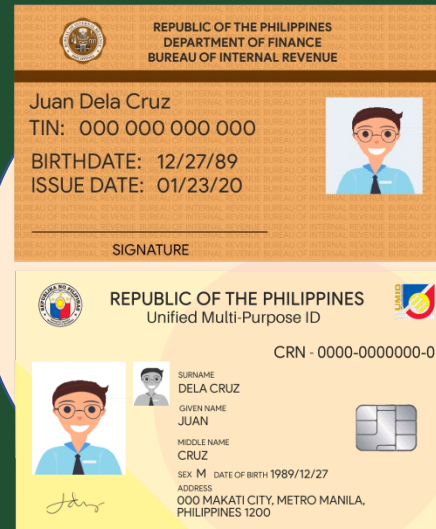 REPUBLIC OF THE PHILIPPINES
DEPARTMENT OF FINANCE
BUREAU OF INTERNAL REVENUE
Juan Dela Cruz
TIN: 000 000 000 000
BIRTHDATE: 12/27/89
ISSUE DATE: 01/23/20
SIGNATURE
REPUBLIC OF THE PHILIPPINES
Unified Multi-Purpose ID
UMID
CRN - 0000-0000000-0
SURNAME
DELA CRUZ
GIVEN NAME
JUAN
MIDDLE NAME
CRUZ
SEX M DATE OF BIRTH 1989/12/27
ADDRESS
000 MAKATI CITY, METRO MANILA,
PHILIPPINES 1200